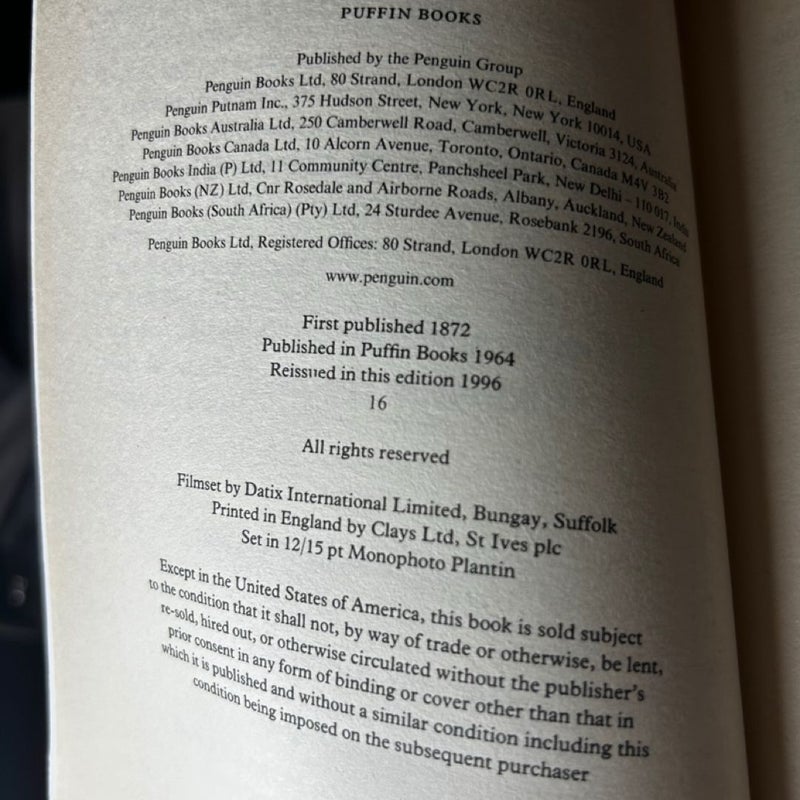 PUFFIN BOOKS
Published by the Penguin Group
Penguin Books Ltd, 80 Strand, London WC2R 0RL, England
Penguin Putnam Inc., 375 Hudson Street, New York, New York 10014, USA
Penguin Books Australia Ltd, 250 Camberwell Road, Camberwell, Victoria 3124, Australia
Penguin Books Canada Ltd, 10 Alcorn Avenue, Toronto, Ontario, Canada M4V 3B2
Penguin Books India (P) Ltd, 11 Community Centre, Panchsheel Park, New Delhi – 110 017, India
Penguin Books (NZ) Ltd, Cnr Rosedale and Airborne Roads, Albany, Auckland, New Zealand
Penguin Books (South Africa) (Pty) Ltd, 24 Sturdee Avenue, Rosebank 2196, South Africa
Penguin Books Ltd, Registered Offices: 80 Strand, London WC2R 0RL, England
www.penguin.com
First published 1872
Published in Puffin Books 1964
Reissued in this edition 1996
16
All rights reserved
Filmset by Datix International Limited, Bungay, Suffolk
Printed in England by Clays Ltd, St Ives plc
Set in 12/15 pt Monophoto Plantin
Except in the United States of America, this book is sold subject
to the condition that it shall not, by way of trade or otherwise, be lent,
re-sold, hired out, or otherwise circulated without the publisher's
prior consent in any form of binding or cover other than that in
which it is published and without a similar condition including this
condition being imposed on the subsequent purchaser